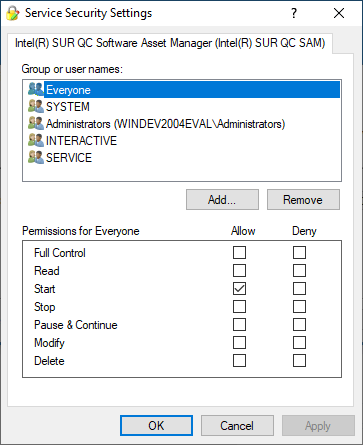 Service Security Settings
Intel(R) SUR QC Software Asset Manager (Intel(R) SUR QC SAM)
Group or user names:
Everyone
SYSTEM
Administrators (WINDEV2004EVAL\Administrators)
INTERACTIVE
SERVICE
Add... Remove
Permissions for Everyone Allow Deny
Full Control
Read
Start
Stop
Pause & Continue
Modify
Delete
OK Cancel Apply